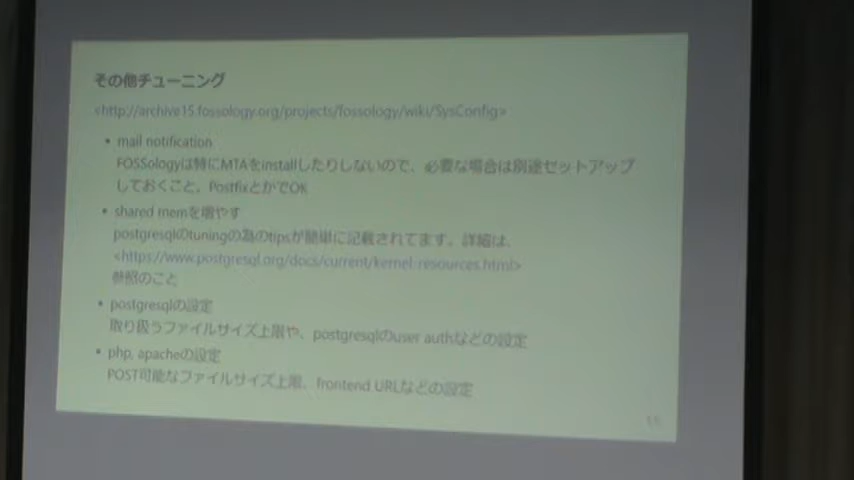 その他チューニング
<http://archive15.fossology.org/projects/fossology/wiki/SysConfig>
• mail notification
FOSSologyは特にMTAをinstallしたりしないので、必要な場合は別途セットアップ
しておくこと。PostfixとかでOK
• shared memを増やす
postgresqlのtuningの為のtipsが簡単に記載されてます。詳細は、
<https://www.postgresql.org/docs/current/kernel-resources.html>
参照のこと
• postgresqlの設定
取り扱うファイルサイズ上限や、postgresqlのuser authなどの設定
• php, apacheの設定
POST可能なファイルサイズ上限、frontend URLなどの設定